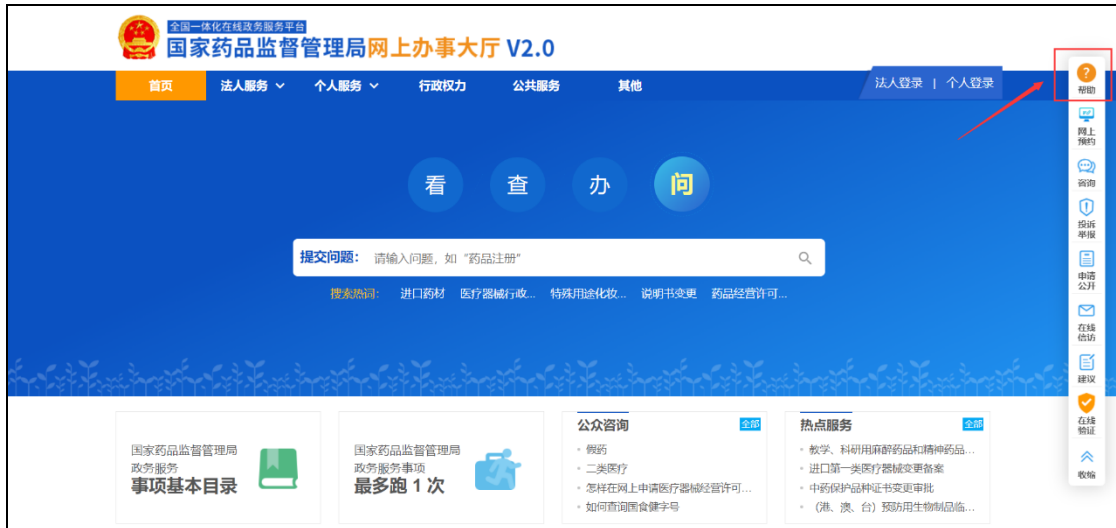 全国一体化在线政务服务平台
国家药品监督管理局网上办事大厅 V2.0
首页 法人服务 个人服务 行政权力 公共服务 其他 法人登录 | 个人登录
看 查 办 问
提交问题： 请输入问题，如 "药品注册"
搜索热词： 进口药材 医疗器械行政... 特殊用途化妆... 说明书变更 药品经营许可...
国家药品监督管理局
政务服务
事项基本目录
国家药品监督管理局
政务服务事项
最多跑 1 次
公众咨询 全部
假药
二类医疗
怎样在网上申请医疗器械经营许可...
如何查询国食健字号
热点服务 全部
教学、科研用麻醉药品和精神药品...
进口第一类医疗器械变更备案
中药保护品种证书变更审批
（港、澳、台）预防用生物制品临...
?
帮助
网上
预约
咨询
投诉
举报
申请
公开
在线
信访
建议
在线
验证
收缩